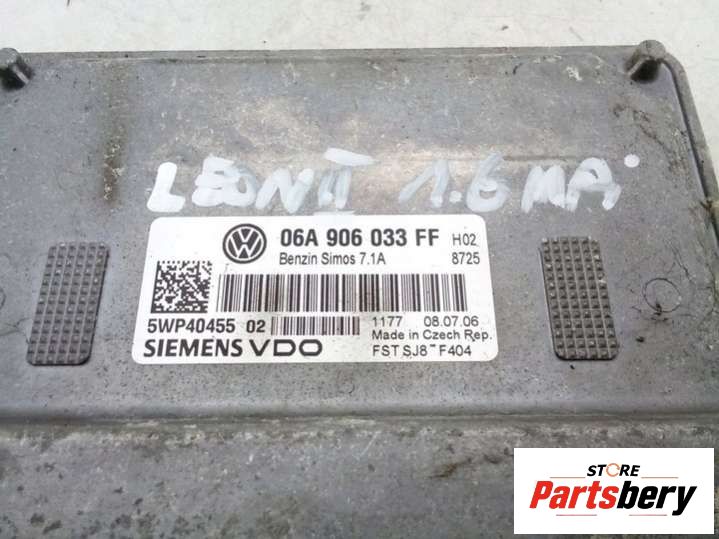 LEON II 1.6 MPI
06A 906 033 FF H02
Benzin Simos 7.1A 8725
5WP40455 02 1177 08.07.06
Made in Czech Rep.
SIEMENS VDO FST SJ8 F404
STORE
Partsbery